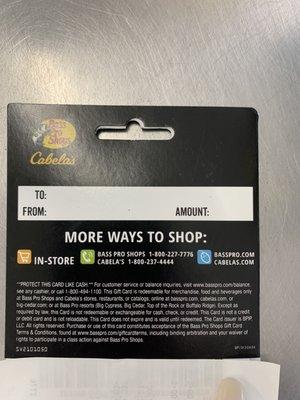 Bass Pro Shops
Cabela's
TO:
FROM: AMOUNT:
MORE WAYS TO SHOP:
IN-STORE
BASS PRO SHOPS 1-800-227-7776
CABELA'S 1-800-237-4444
BASSPRO.COM
CABELAS.COM
**PROTECT THIS CARD LIKE CASH** For customer service or balance inquiries, visit www.basspro.com/balance,
see any cashier, or call 1-800-494-1100. This Gift Card is redeemable for merchandise, food and beverages only
at Bass Pro Shops and Cabela's stores, restaurants, or catalogs, online at basspro.com, cabelas.com, or
big-cedar.com; or at Bass Pro resorts (Big Cypress, Big Cedar, Top of the Rock or Buffalo Ridge). Except as
required by law, this Card is not redeemable or exchangeable for cash, check, or credit. This Card is not a credit
or debit card and is not reloadable. This Card does not expire and is valid until redeemed. The Card issuer is BPIP,
LLC. All rights reserved. Purchase or use of this card constitutes acceptance of the Bass Pro Shops Gift Card
Terms & Conditions, found at www.basspro.com/giftcardterms, including binding arbitration and your waiver of
rights to participate in a class action against Bass Pro Shops.
SV2101050